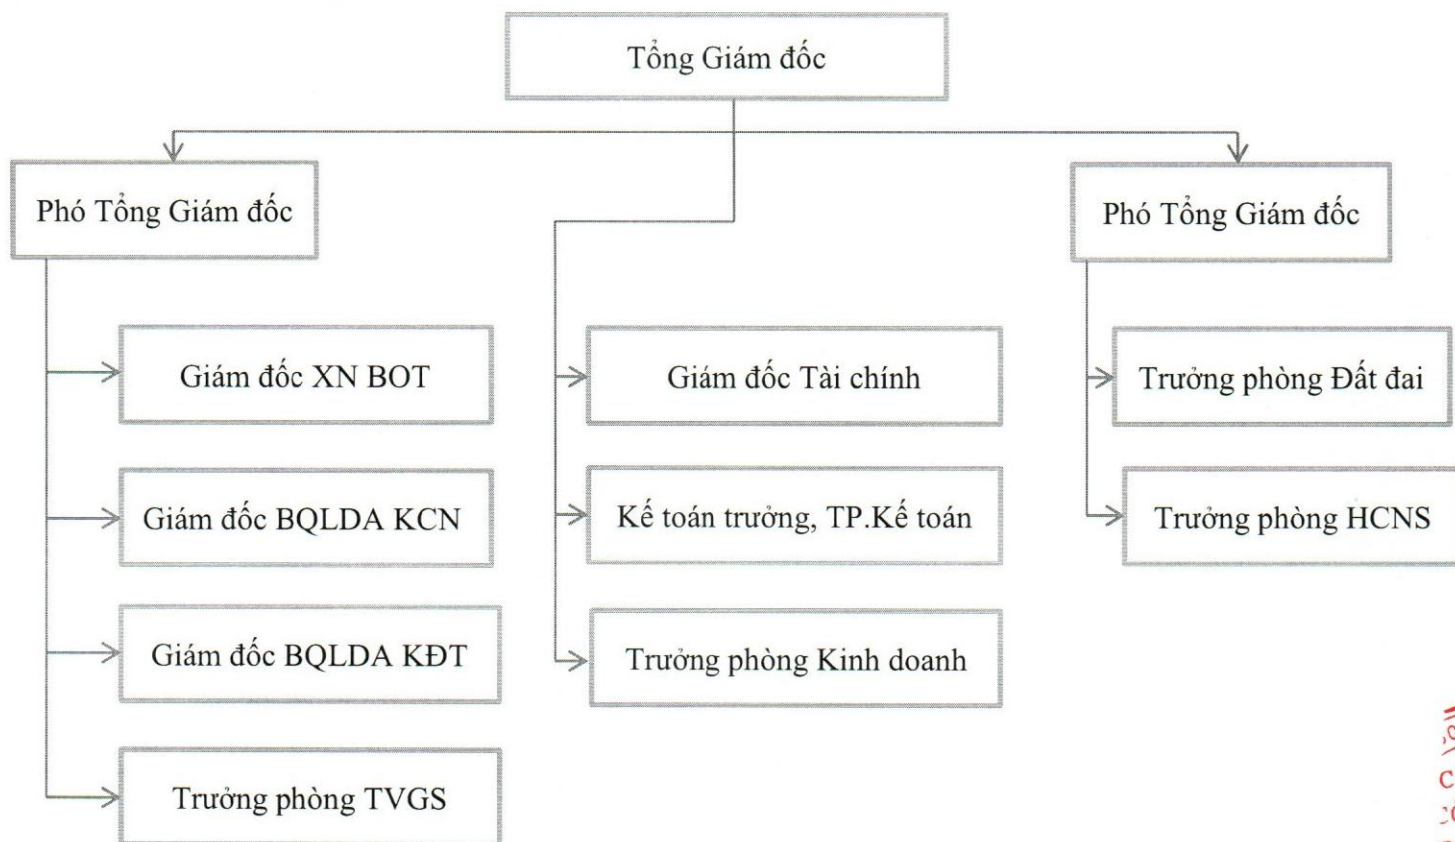 Tổng Giám đốc
Phó Tổng Giám đốc
Phó Tổng Giám đốc
Giám đốc XN BOT
Giám đốc Tài chính
Trưởng phòng Đất đai
Giám đốc BQLDA KCN
Kế toán trưởng, TP.Kế toán
Trưởng phòng HCNS
Giám đốc BQLDA KĐT
Trưởng phòng Kinh doanh
Trưởng phòng TVGS